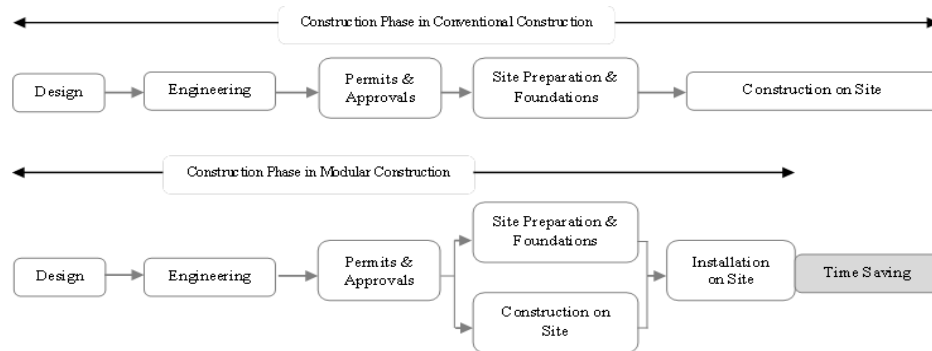 Construction Phase in Conventional Construction
Design
Engineering
Permits &
Approvals
Site Preparation &
Foundations
Construction on Site
Construction Phase in Modular Construction
Design
Engineering
Permits &
Approvals
Site Preparation &
Foundations
Construction on
Site
Installation
on Site
Time Saving